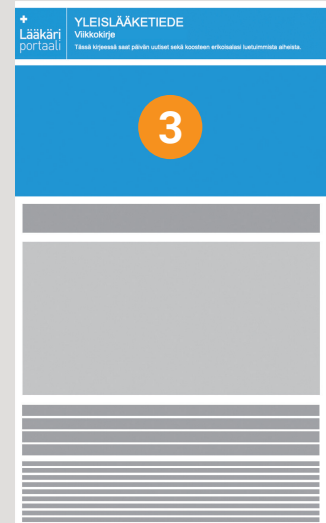 +
Lääkäri
portaali
YLEISLÄÄKETIEDE
Viikkokirje
Tässä kirjeessä saat päivän uutiset sekä koosteen erikoisalasi luetuimmista aiheista.
3